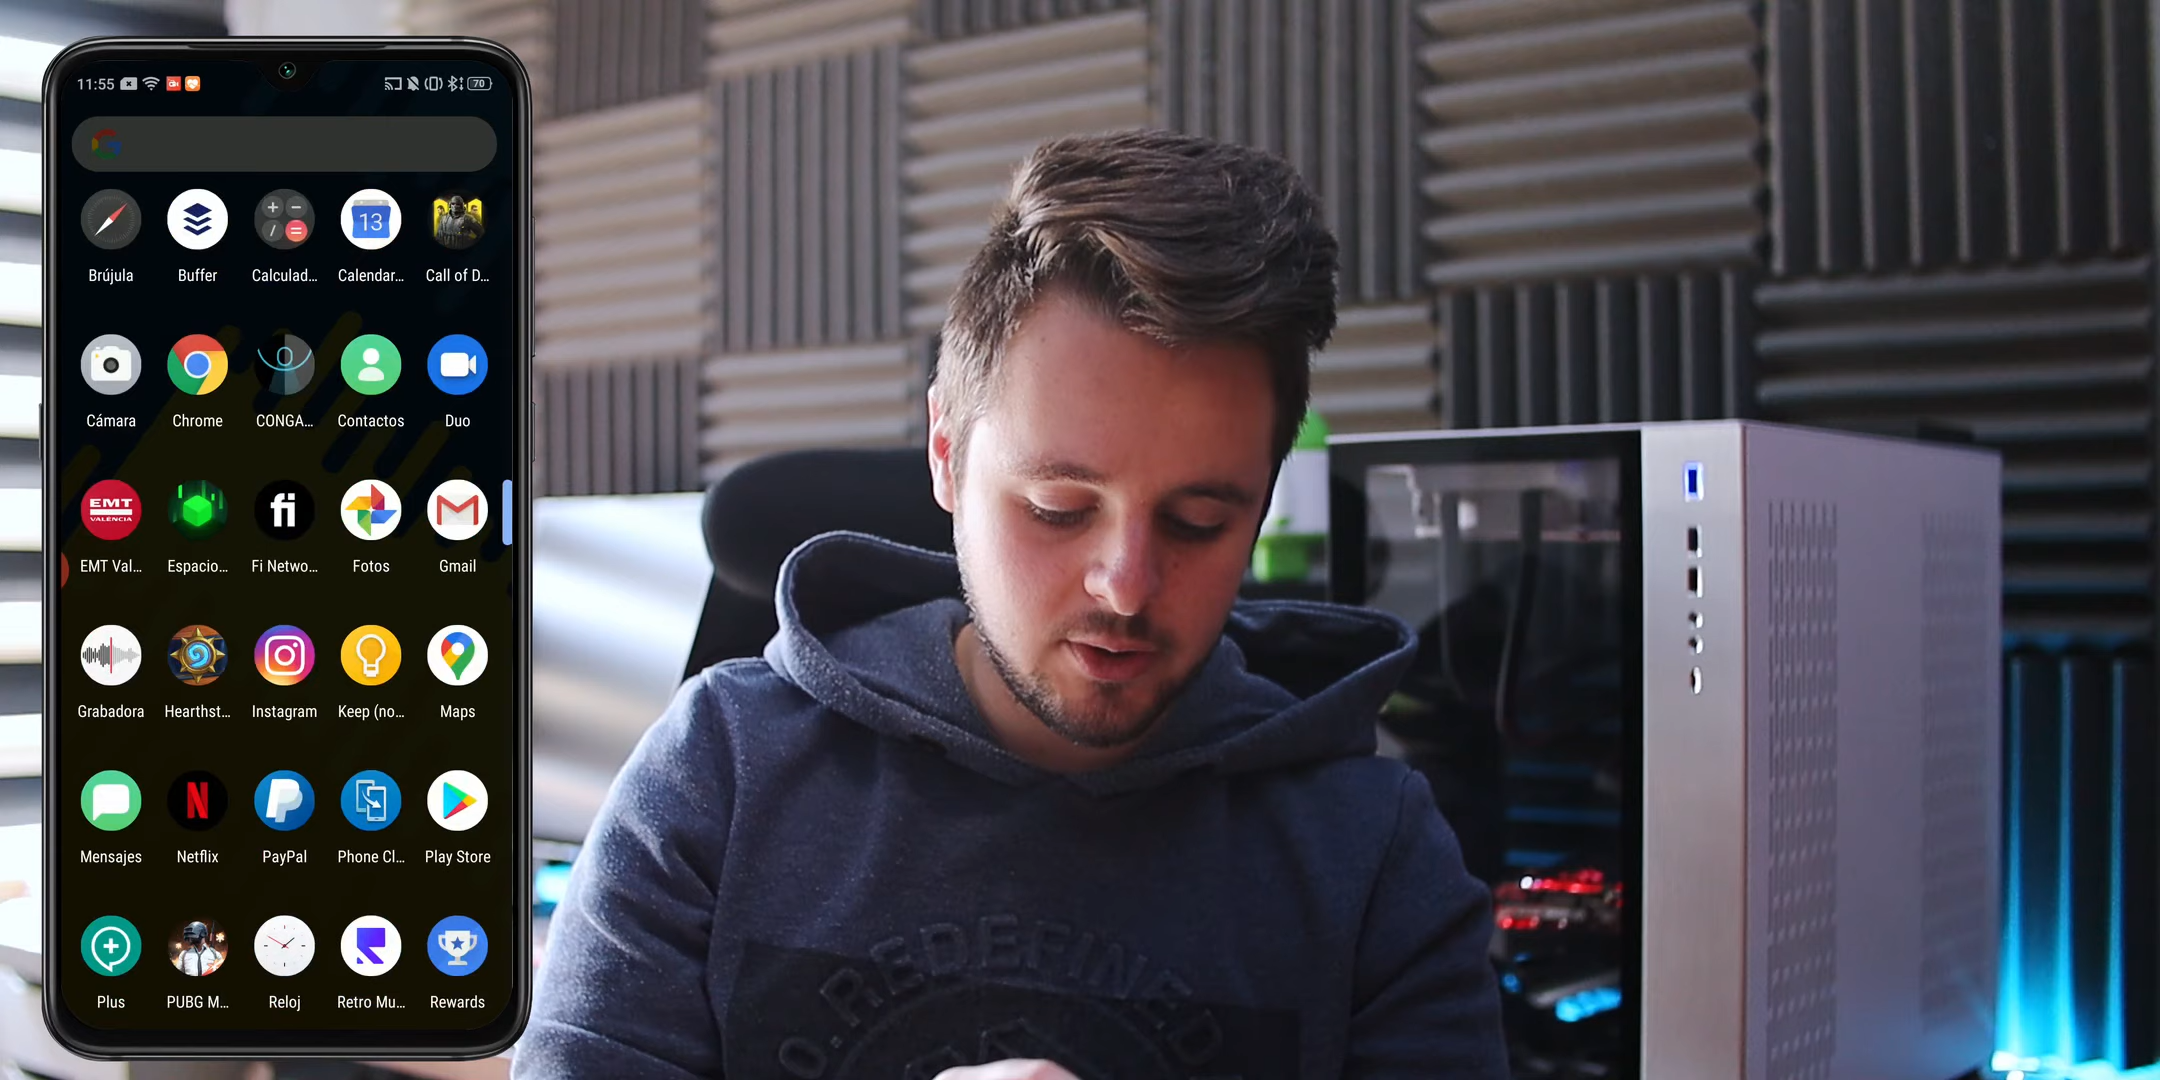 11:55
70
Brújula Buffer Calculad... Calendar... Call of D...
13
Cámara Chrome CONGA... Contactos Duo
EMT
VALÈNCIA
fi
EMT Val... Espacio... Fi Netwo... Fotos Gmail
Grabadora Hearthst... Instagram Keep (no... Maps
Mensajes Netflix PayPal Phone Cl... Play Store
Plus PUBG M... Reloj Retro Mu... Rewards
O. REDEFINED